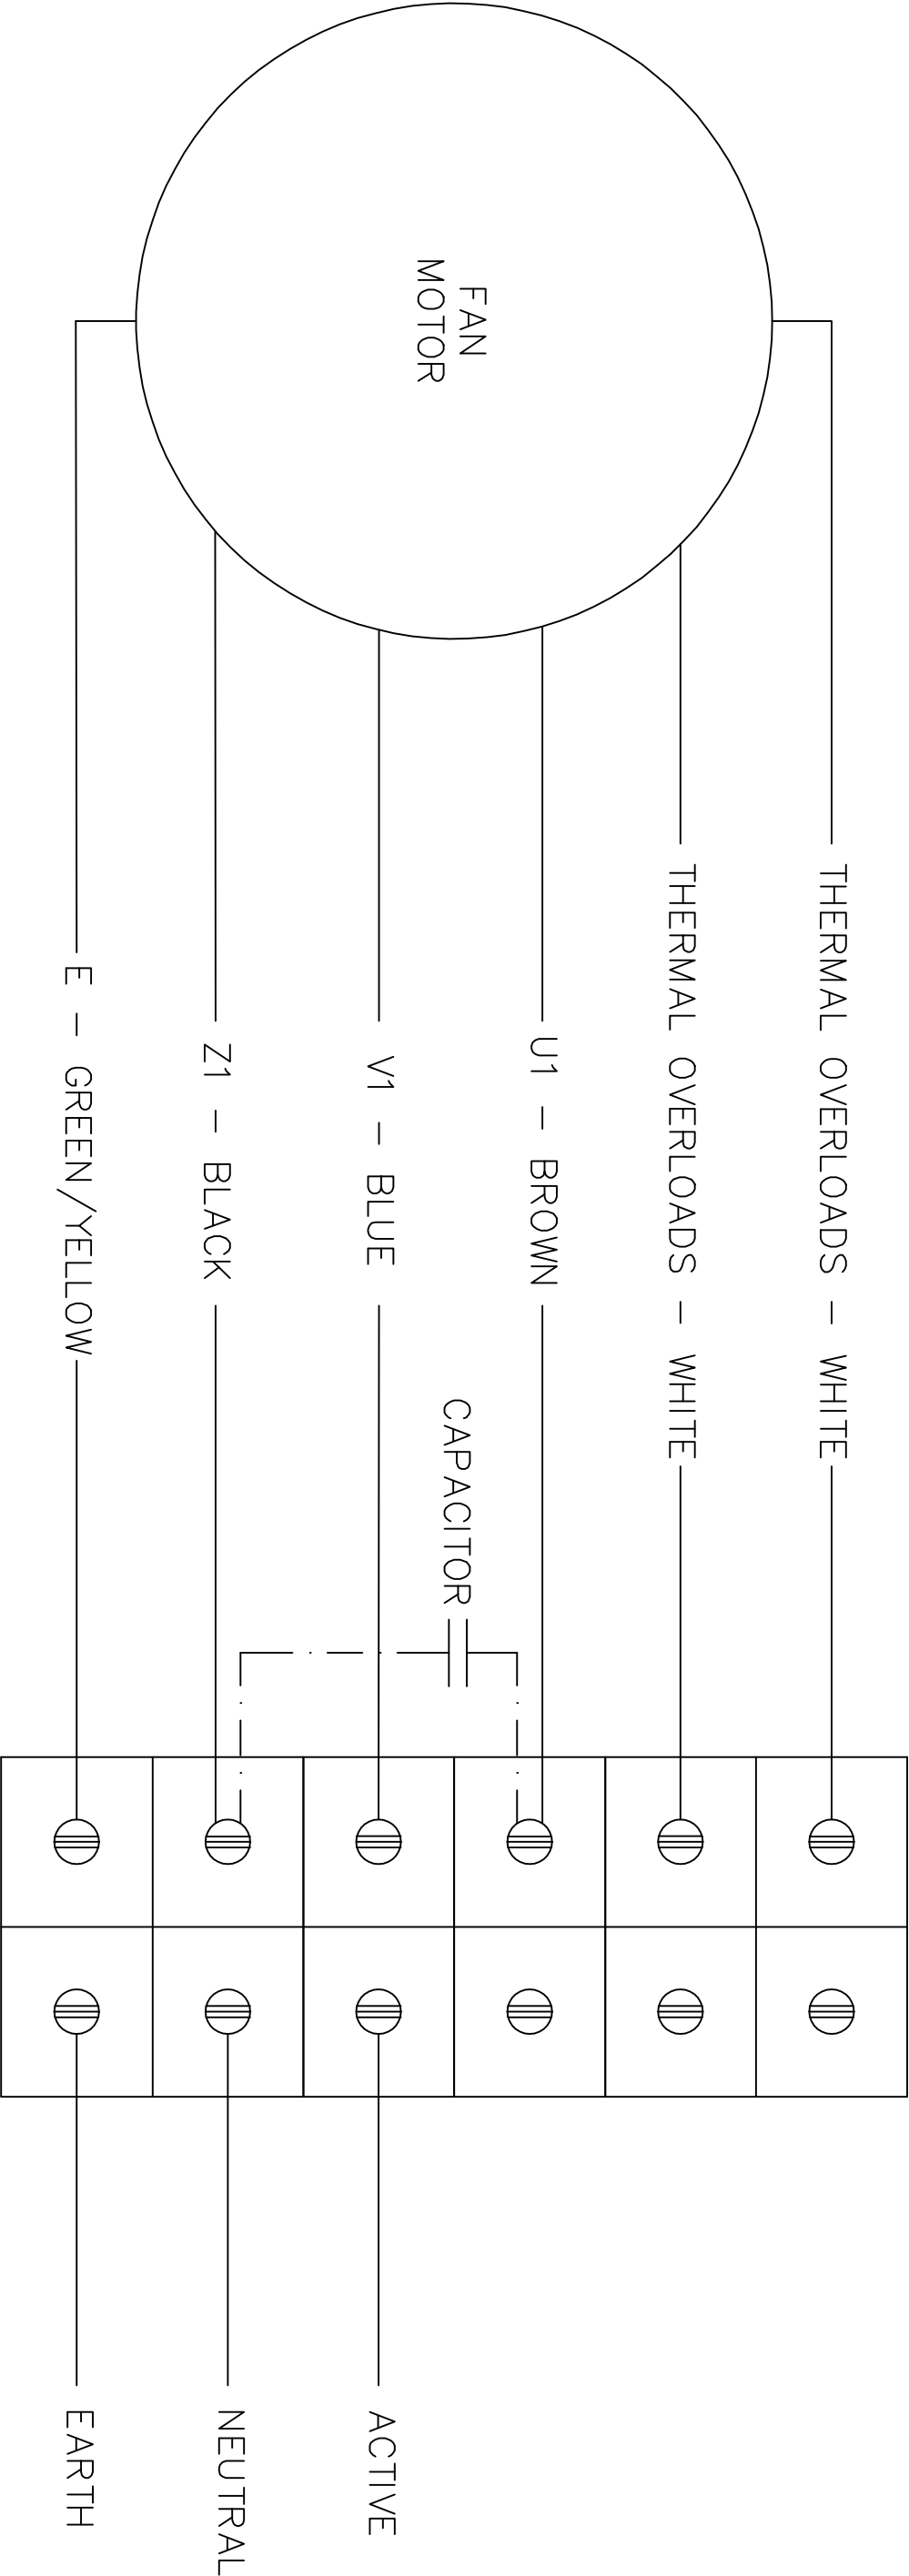 FAN
MOTOR
THERMAL OVERLOADS - WHITE
THERMAL OVERLOADS - WHITE
U1 - BROWN
CAPACITOR
V1 - BLUE
Z1 - BLACK
E - GREEN/YELLOW
ACTIVE
NEUTRAL
EARTH